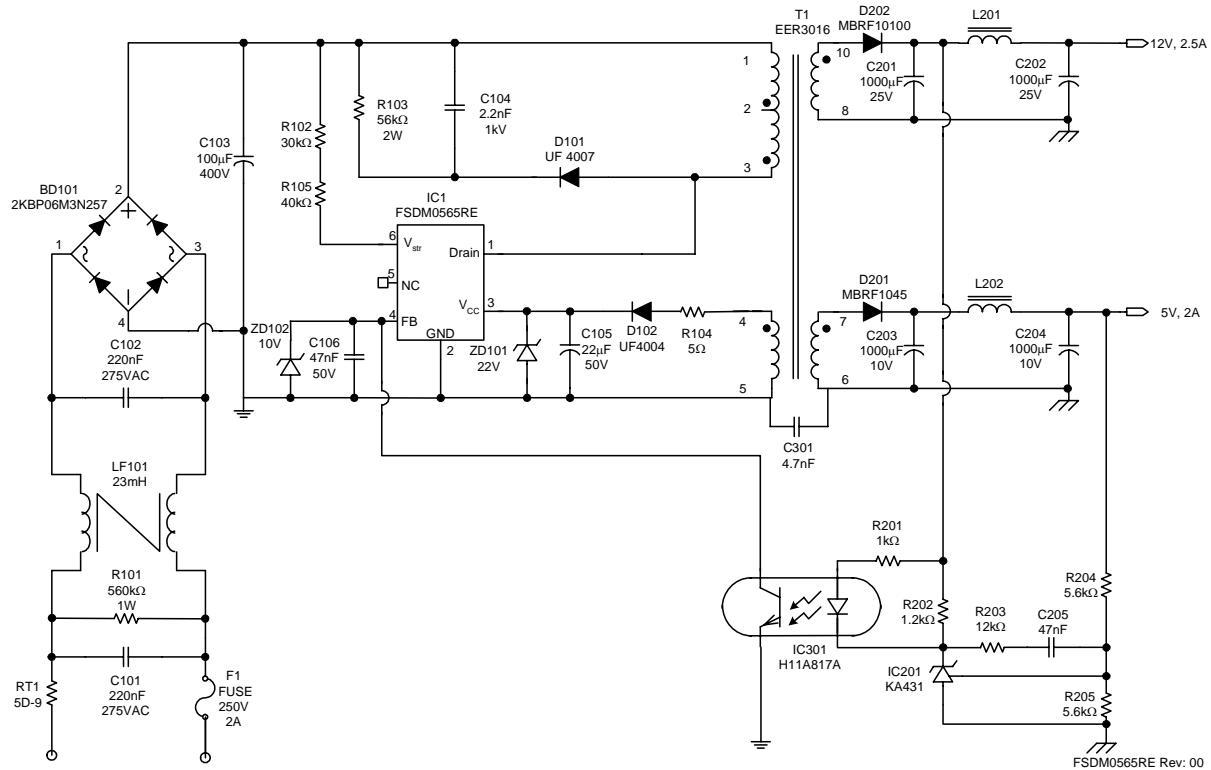 T1
EER3016
D202
MBRF10100
L201
12V, 2.5A
10
8
C201
1000µF
25V
C202
1000µF
25V
1
2
3
R103
56kΩ
2W
C104
2.2nF
1kV
R102
30kΩ
C103
100µF
400V
D101
UF 4007
R105
40kΩ
BD101
2KBP06M3N257
2
1
3
4
+
−
IC1
FSDM0565RE
6
Vstr
Drain
1
5
NC
VCC
3
4
FB
GND
2
ZD102
10V
C106
47nF
50V
ZD101
22V
C105
22µF
50V
D102
UF4004
R104
5Ω
4
5
D201
MBRF1045
L202
5V, 2A
7
6
C203
1000µF
10V
C204
1000µF
10V
C102
220nF
275VAC
C301
4.7nF
LF101
23mH
R101
560kΩ
1W
C101
220nF
275VAC
RT1
5D-9
F1
FUSE
250V
2A
R201
1kΩ
R202
1.2kΩ
R203
12kΩ
C205
47nF
R204
5.6kΩ
IC301
H11A817A
IC201
KA431
R205
5.6kΩ
FSDM0565RE Rev: 00